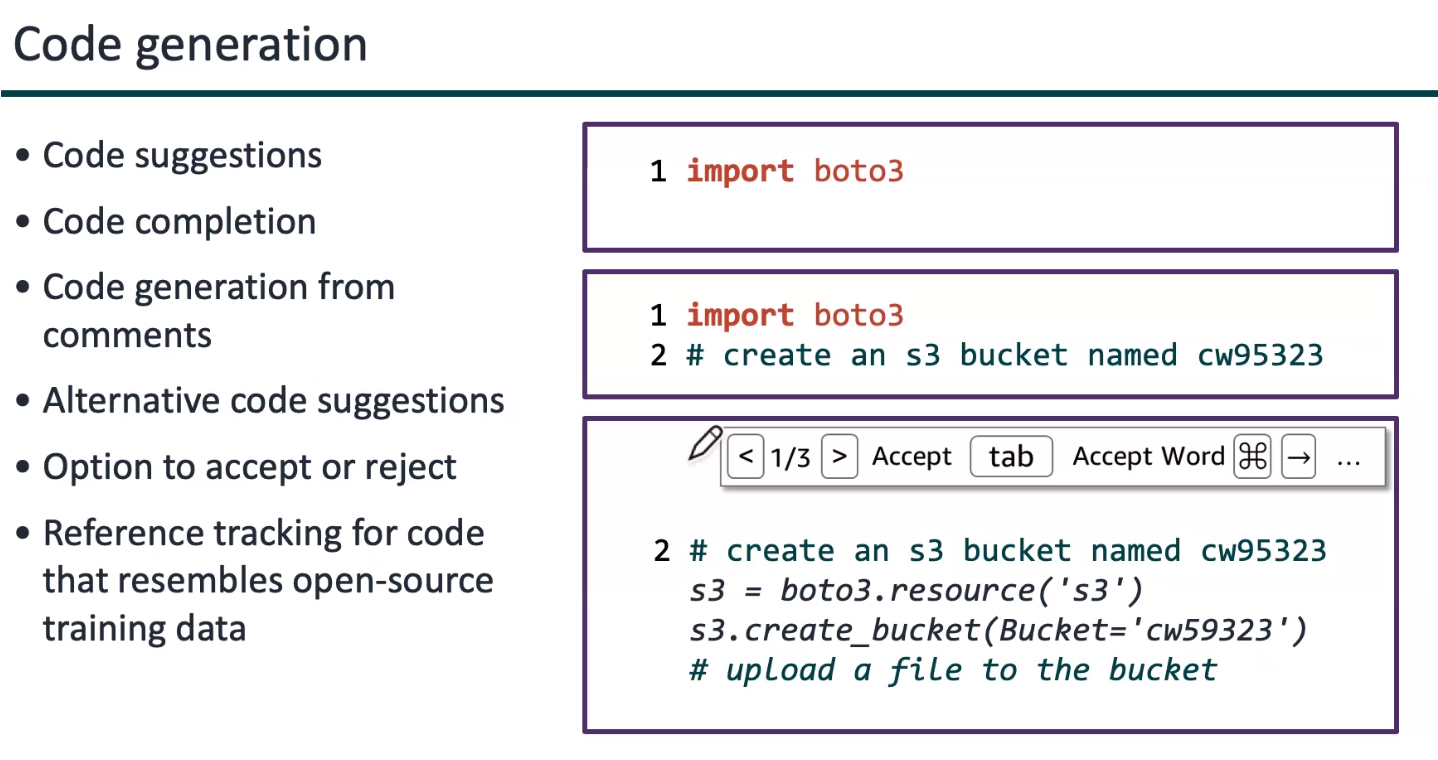 Code generation
• Code suggestions
• Code completion
• Code generation from
comments
• Alternative code suggestions
• Option to accept or reject
• Reference tracking for code
that resembles open-source
training data
1 import boto3
1 import boto3
2 # create an s3 bucket named cw95323
< 1/3 > Accept tab Accept Word ⌘ → ...
2 # create an s3 bucket named cw95323
s3 = boto3.resource('s3')
s3.create_bucket(Bucket='cw59323')
# upload a file to the bucket